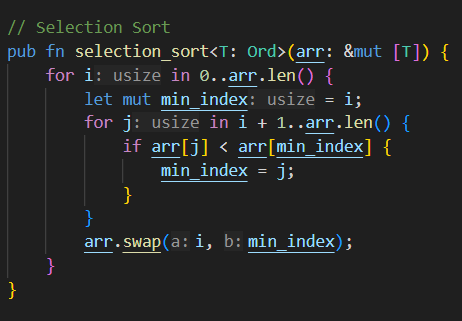 // Selection Sort
pub fn selection_sort<T: Ord>(arr: &mut [T]) {
    for i: usize in 0..arr.len() {
        let mut min_index: usize = i;
        for j: usize in i + 1..arr.len() {
            if arr[j] < arr[min_index] {
                min_index = j;
            }
        }
        arr.swap(a: i, b: min_index);
    }
}